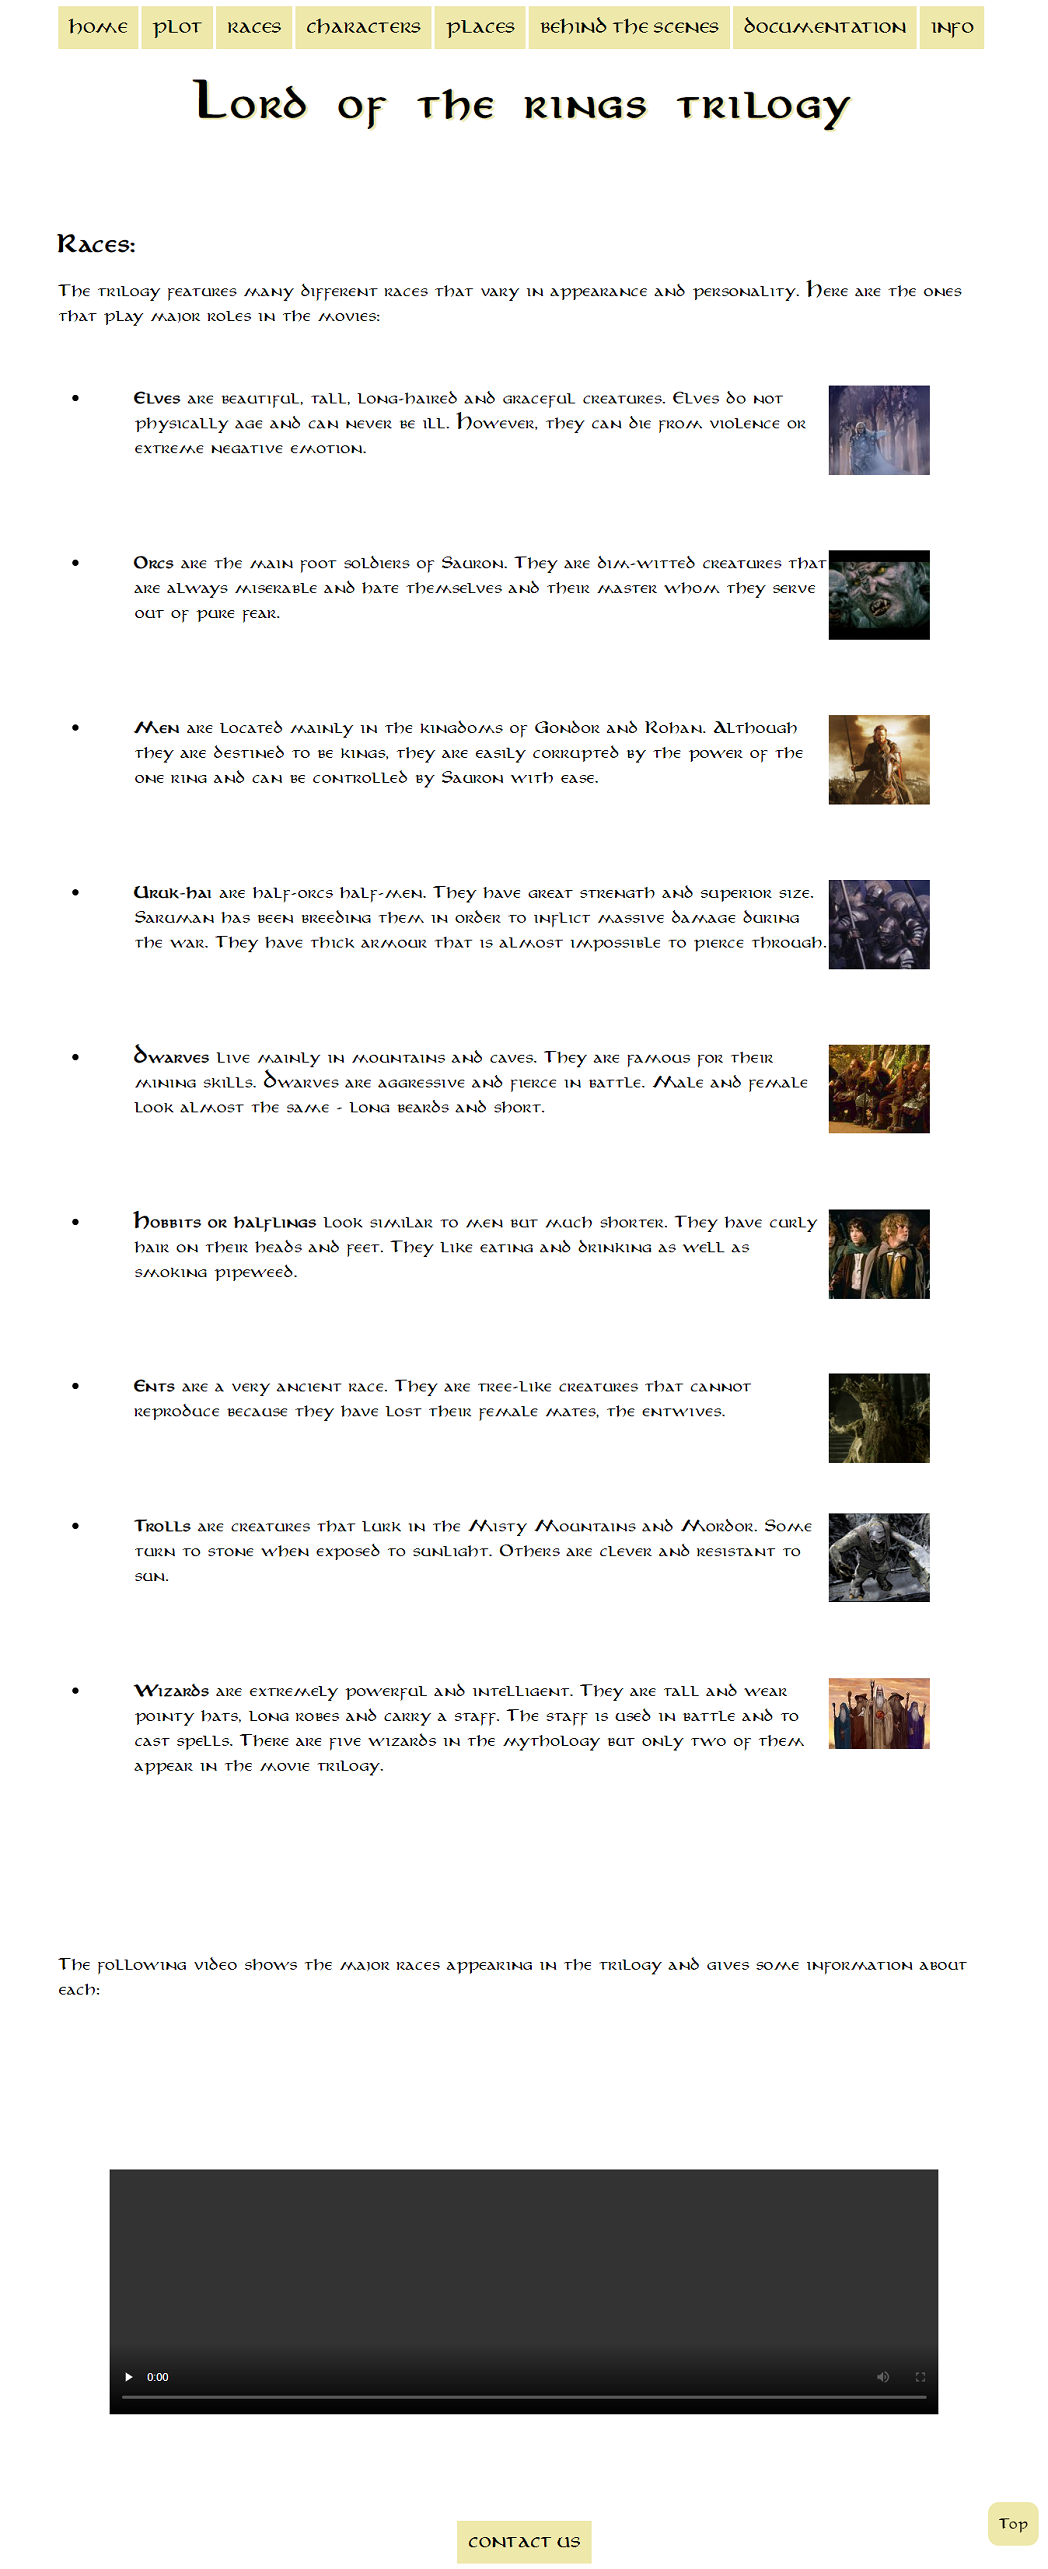 HOME PLOT RACES CHARACTERS PLACES BEHIND THE SCENES DOCUMENTATION INFO
Lord of the rings trilogy
Races:
The trilogy features many different races that vary in appearance and personality. Here are the ones
that play major roles in the movies:
• Elves are beautiful, tall, long-haired and graceful creatures. Elves do not
physically age and can never be ill. However, they can die from violence or
extreme negative emotion.
• Orcs are the main foot soldiers of Sauron. They are dim-witted creatures that
are always miserable and hate themselves and their master whom they serve
out of pure fear.
• Men are located mainly in the kingdoms of Gondor and Rohan. Although
they are destined to be kings, they are easily corrupted by the power of the
one ring and can be controlled by Sauron with ease.
• Uruk-hai are half-orcs half-men. They have great strength and superior size.
Saruman has been breeding them in order to inflict massive damage during
the war. They have thick armour that is almost impossible to pierce through.
• Dwarves live mainly in mountains and caves. They are famous for their
mining skills. Dwarves are aggressive and fierce in battle. Male and female
look almost the same - long beards and short.
• Hobbits or halflings look similar to men but much shorter. They have curly
hair on their heads and feet. They like eating and drinking as well as
smoking pipeweed.
• Ents are a very ancient race. They are tree-like creatures that cannot
reproduce because they have lost their female mates, the entwives.
• Trolls are creatures that lurk in the Misty Mountains and Mordor. Some
turn to stone when exposed to sunlight. Others are clever and resistant to
sun.
• Wizards are extremely powerful and intelligent. They are tall and wear
pointy hats, long robes and carry a staff. The staff is used in battle and to
cast spells. There are five wizards in the mythology but only two of them
appear in the movie trilogy.
The following video shows the major races appearing in the trilogy and gives some information about
each:
0:00
Top
CONTACT US